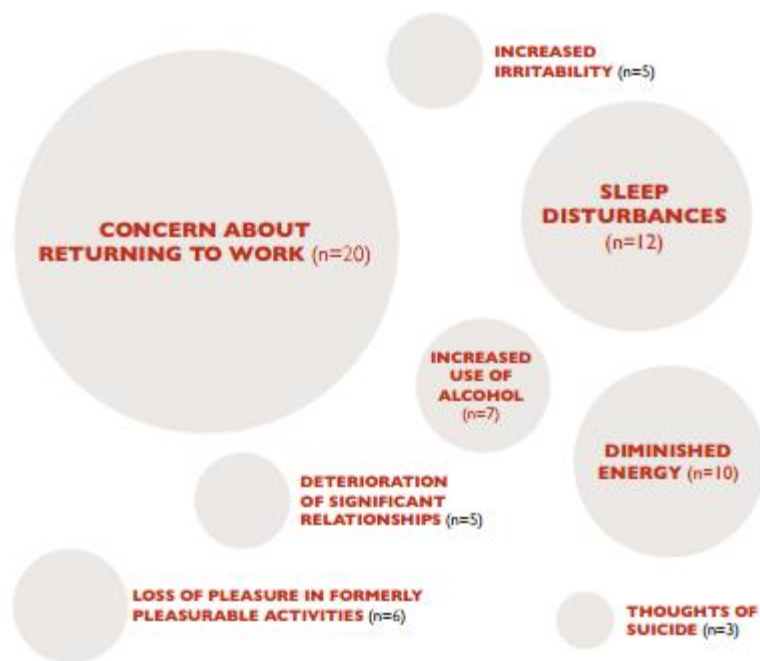 INCREASED
IRRITABILITY (n=5)
CONCERN ABOUT
RETURNING TO WORK (n=20)
SLEEP
DISTURBANCES
(n=12)
INCREASED
USE OF
ALCOHOL
(n=7)
DIMINISHED
ENERGY (n=10)
DETERIORATION
OF SIGNIFICANT
RELATIONSHIPS (n=5)
LOSS OF PLEASURE IN FORMERLY
PLEASURABLE ACTIVITIES (n=6)
THOUGHTS OF
SUICIDE (n=3)